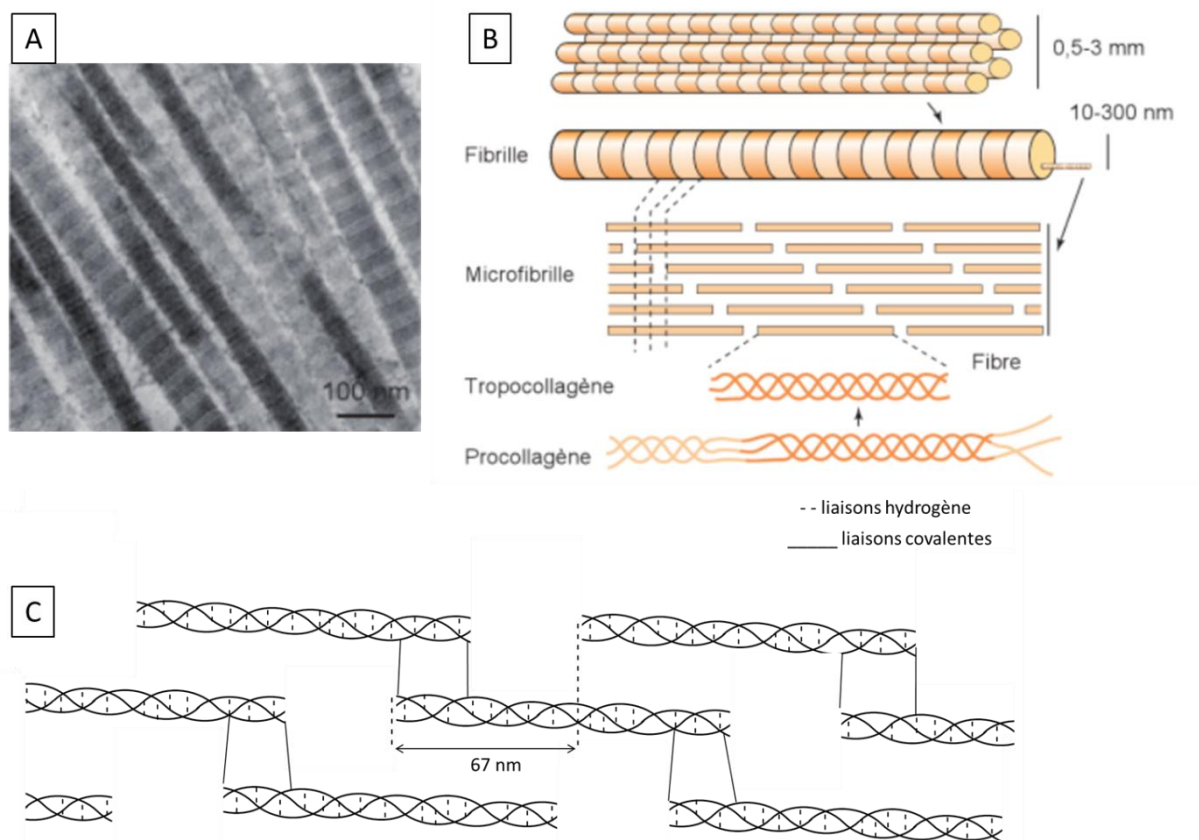 A
100 nm
B
0,5-3 mm
10-300 nm
Fibrille
Microfibrille
Fibre
Tropocollagène
Procollagène
-- liaisons hydrogène
_____ liaisons covalentes
C
67 nm